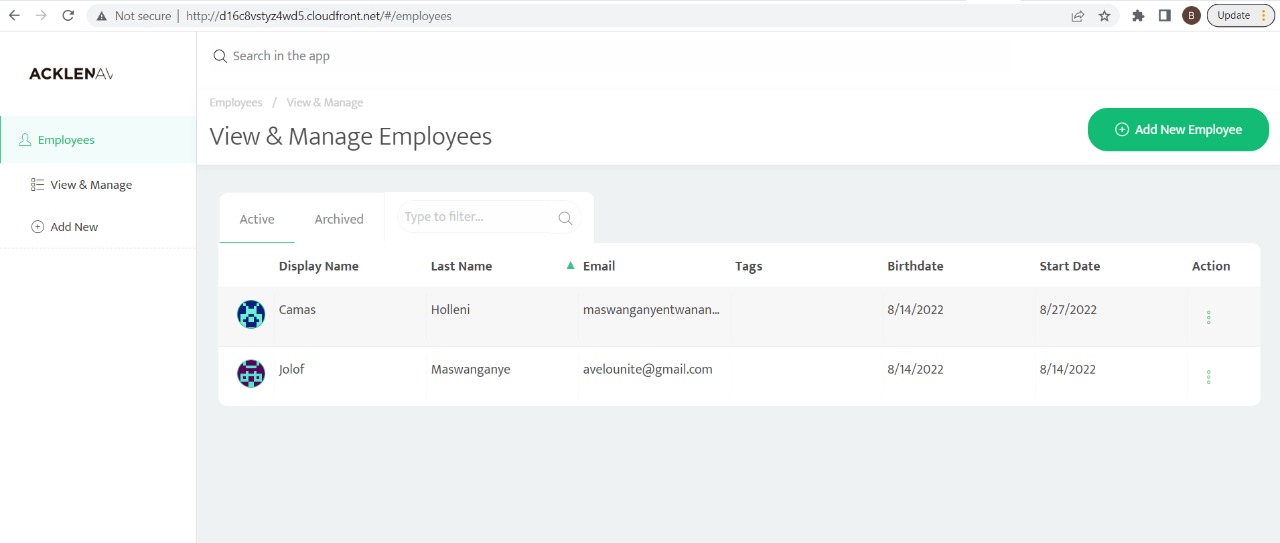 Not secure | http://d16c8vstyz4wd5.cloudfront.net/#/employees B Update
ACKLENAV
Search in the app
Employees / View & Manage
View & Manage Employees
Add New Employee
Employees
View & Manage
Add New
Active Archived Type to filter...
Display Name Last Name Email Tags Birthdate Start Date Action
Camas Holleni maswanganyentwanan... 8/14/2022 8/27/2022
Jolof Maswanganye avelounite@gmail.com 8/14/2022 8/14/2022